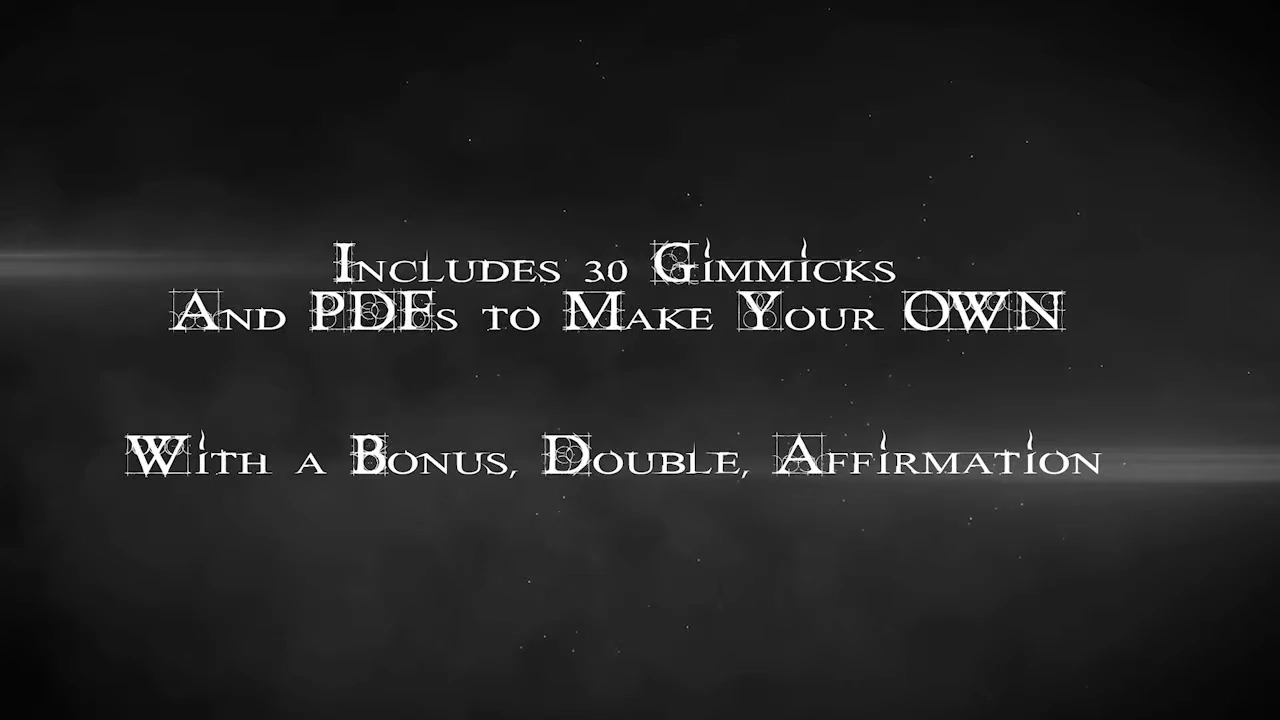 Includes 30 Gimmicks
And PDFs to Make Your OWN
With a Bonus, Double, Affirmation